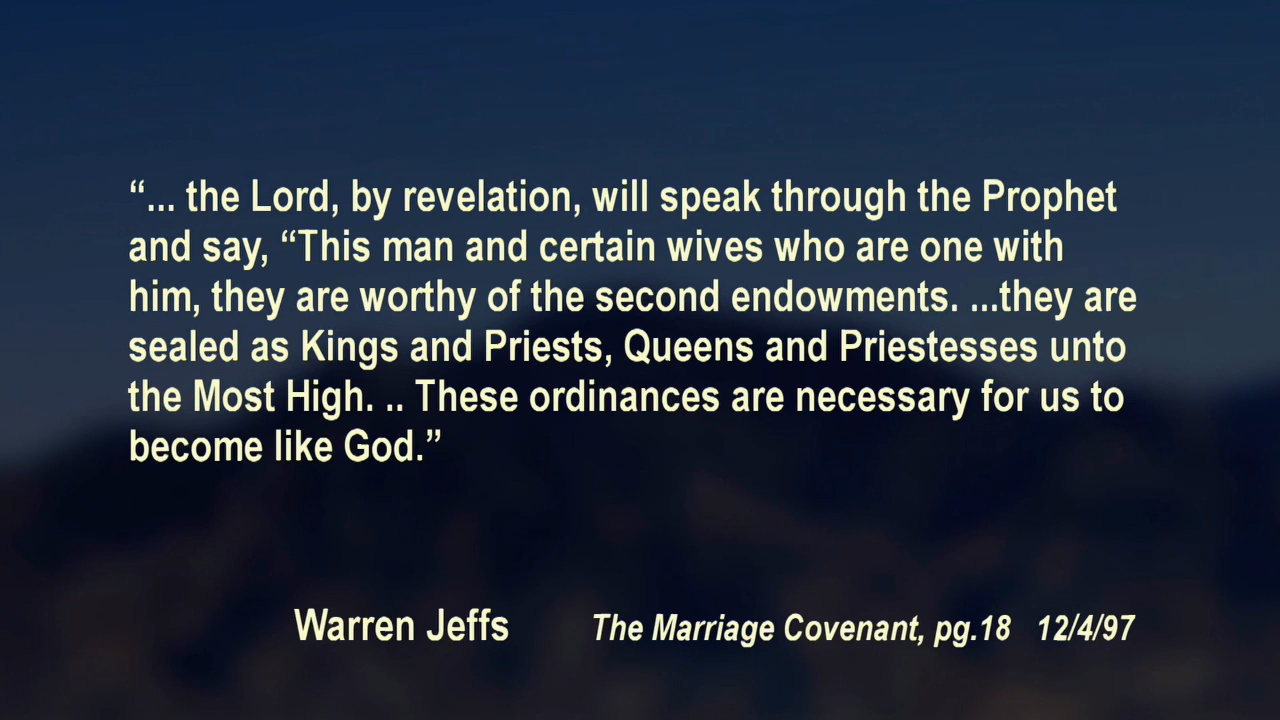 “... the Lord, by revelation, will speak through the Prophet
and say, “This man and certain wives who are one with
him, they are worthy of the second endowments. ...they are
sealed as Kings and Priests, Queens and Priestesses unto
the Most High. .. These ordinances are necessary for us to
become like God.”
Warren Jeffs The Marriage Covenant, pg.18 12/4/97